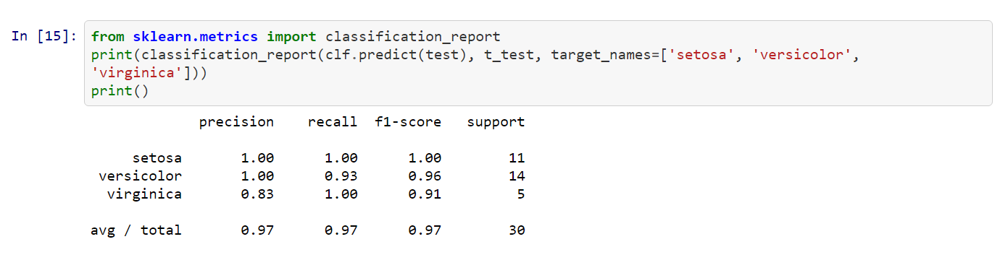 In [15]: from sklearn.metrics import classification_report
print(classification_report(clf.predict(test), t_test, target_names=['setosa', 'versicolor',
'virginica']))
print()
precision recall f1-score support
setosa 1.00 1.00 1.00 11
versicolor 1.00 0.93 0.96 14
virginica 0.83 1.00 0.91 5
avg / total 0.97 0.97 0.97 30